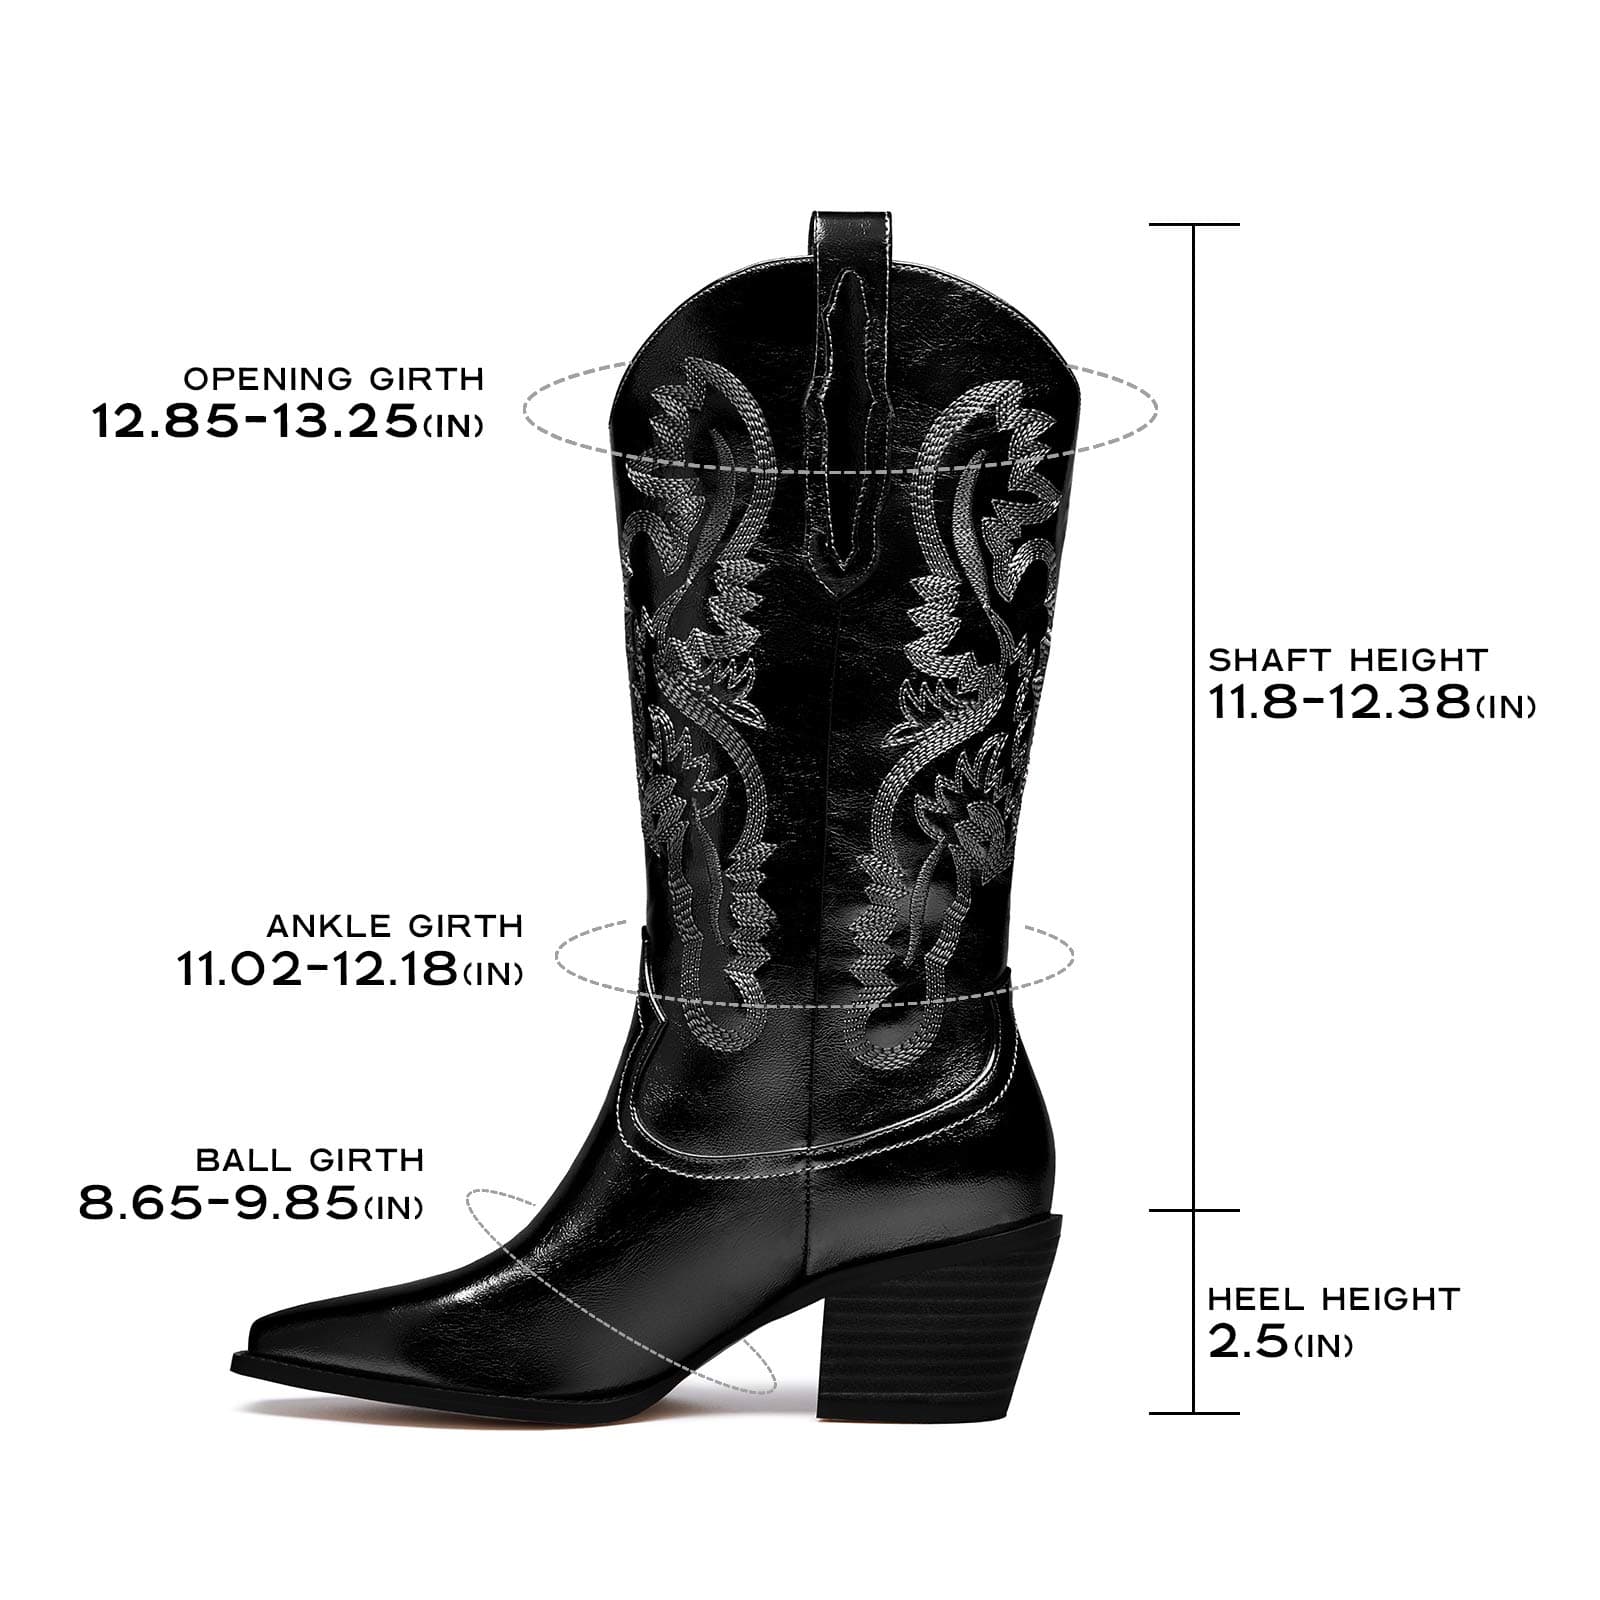 OPENING GIRTH
12.85-13.25(IN)
SHAFT HEIGHT
11.8-12.38(IN)
ANKLE GIRTH
11.02-12.18(IN)
BALL GIRTH
8.65-9.85(IN)
HEEL HEIGHT
2.5(IN)